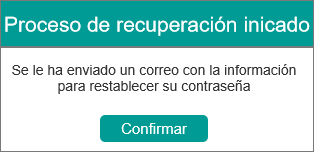 Proceso de recuperación inicado
Se le ha enviado un correo con la información
para restablecer su contraseña
Confirmar